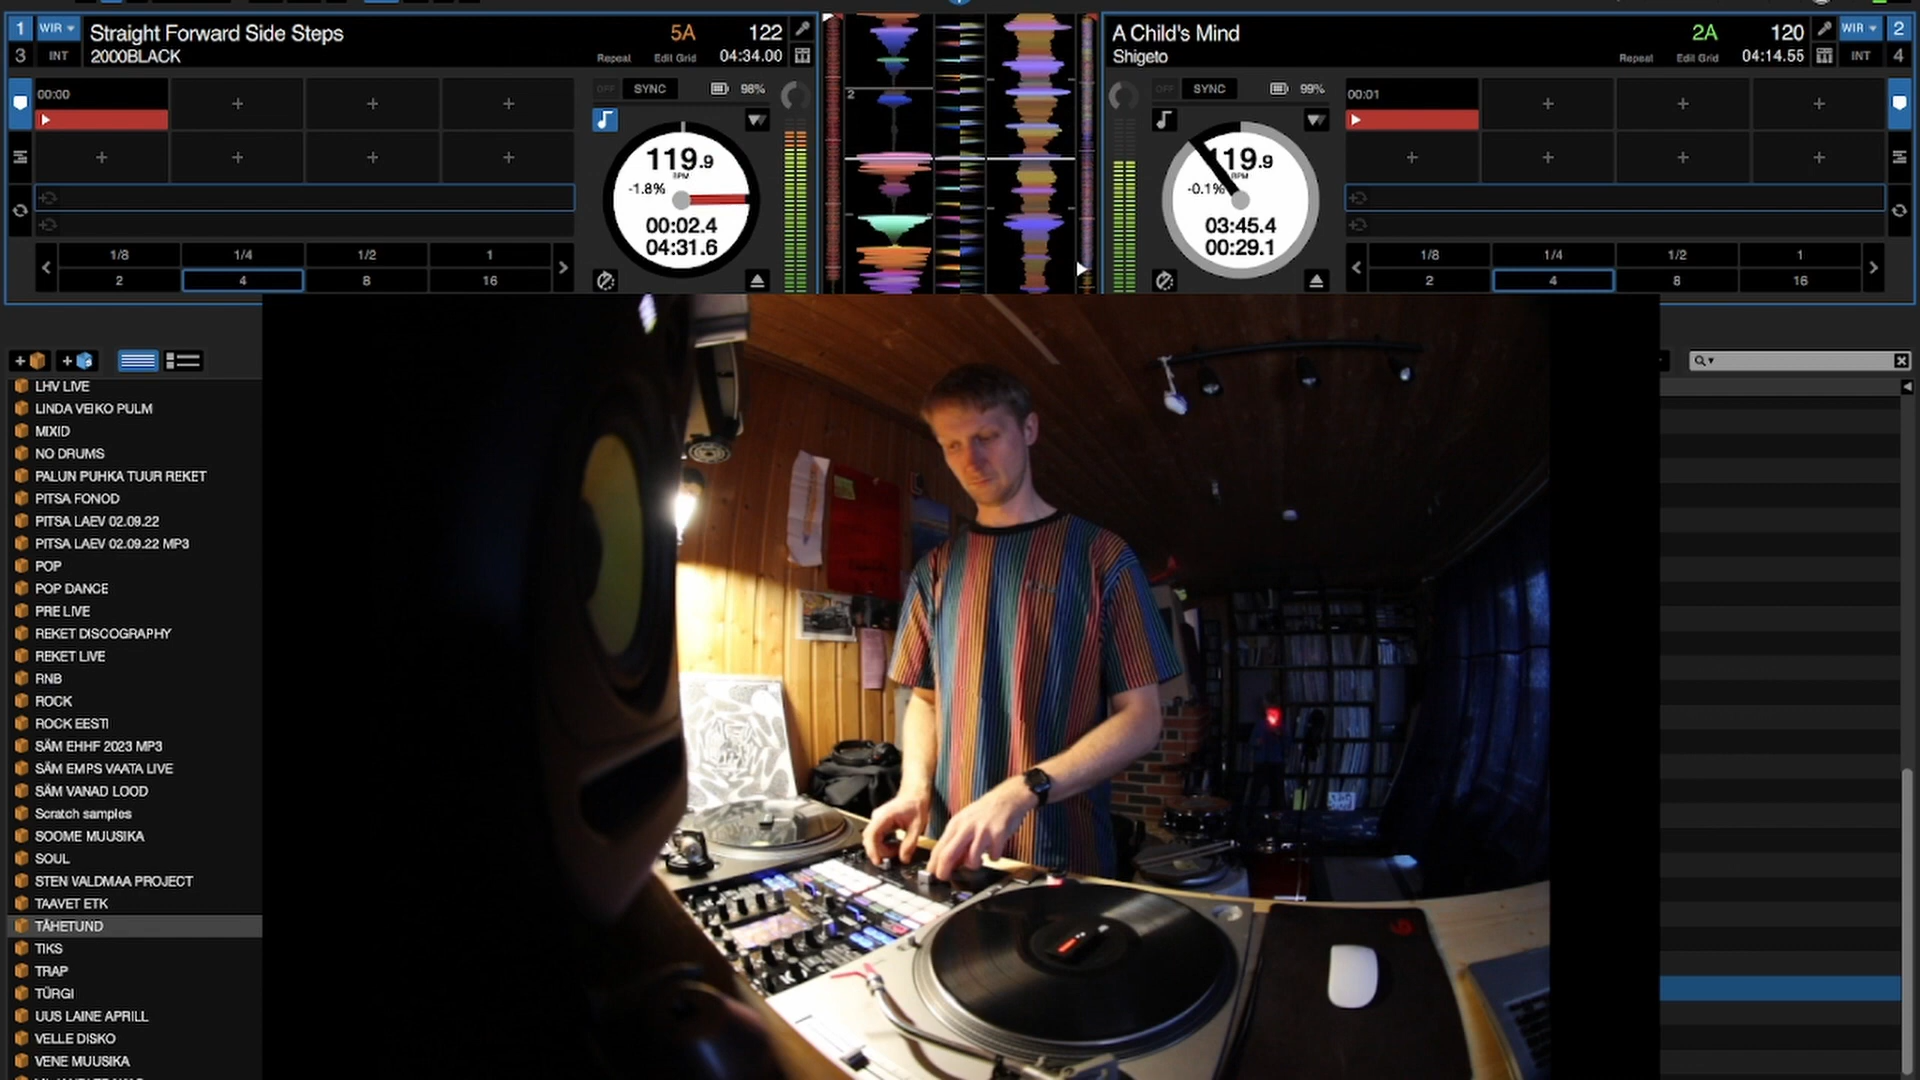 1 WIR Straight Forward Side Steps 5A 122
3 INT 2000BLACK Repeat Edit Grid 04:34.00
00:00
OFF SYNC 98%
119.9
BPM
-1.8%
00:02.4
04:31.6
1/8 1/4 1/2 1
2 4 8 16
2
A Child's Mind 2A 120 WIR 2
Shigeto Repeat Edit Grid 04:14.55 INT 4
OFF SYNC 99%
119.9
-0.1%
03:45.4
00:29.1
00:01
1/8 1/4 1/2 1
2 4 8 16
LHV LIVE
LINDA VEIKO PULM
MIXID
NO DRUMS
PALUN PUHKA TUUR REKET
PITSA FONOD
PITSA LAEV 02.09.22
PITSA LAEV 02.09.22 MP3
POP
POP DANCE
PRE LIVE
REKET DISCOGRAPHY
REKET LIVE
RNB
ROCK
ROCK EESTI
SÄM EHHF 2023 MP3
SÄM EMPS VAATA LIVE
SÄM VANAD LOOD
Scratch samples
SOOME MUUSIKA
SOUL
STEN VALDMAA PROJECT
TAAVET ETK
TÄHETUND
TIKS
TRAP
TÜRGI
UUS LAINE APRILL
VELLE DISKO
VENE MUUSIKA